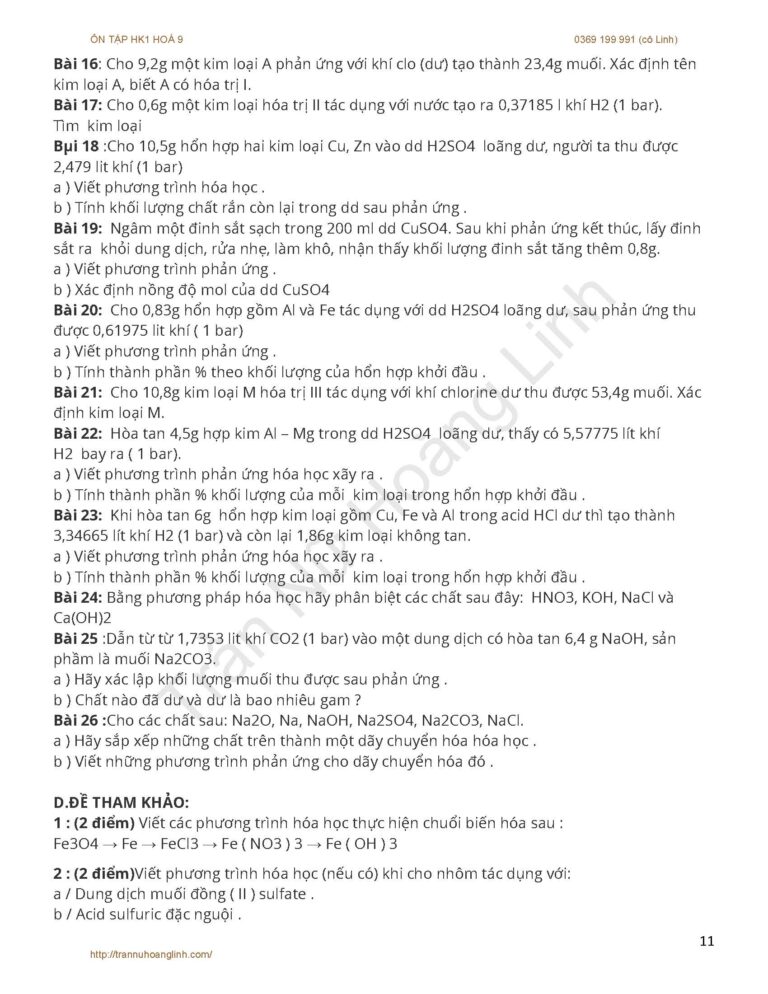 ÔN TẬP HK1 HOÁ 9
0369 199 991 (cô Linh)
Bài 16: Cho 9,2g một kim loại A phản ứng với khí clo (dư) tạo thành 23,4g muối. Xác định tên
kim loại A, biết A có hóa trị I.
Bài 17: Cho 0,6g một kim loại hóa trị II tác dụng với nước tạo ra 0,37185 l khí H2 (1 bar).
Tìm kim loại
Bµi 18 :Cho 10,5g hổn hợp hai kim loại Cu, Zn vào dd H2SO4 loãng dư, người ta thu được
2,479 lit khí (1 bar)
a ) Viết phương trình hóa học .
b ) Tính khối lượng chất rắn còn lại trong dd sau phản ứng .
Bài 19: Ngâm một đinh sắt sạch trong 200 ml dd CuSO4. Sau khi phản ứng kết thúc, lấy đinh
sắt ra khỏi dung dịch, rửa nhẹ, làm khô, nhận thấy khối lượng đinh sắt tăng thêm 0,8g.
a ) Viết phương trình phản ứng .
b ) Xác định nồng độ mol của dd CuSO4
Bài 20: Cho 0,83g hổn hợp gồm Al và Fe tác dụng với dd H2SO4 loãng dư, sau phản ứng thu
được 0,61975 lit khí ( 1 bar)
a ) Viết phương trình phản ứng .
b ) Tính thành phần % theo khối lượng của hổn hợp khởi đầu .
Bài 21: Cho 10,8g kim loại M hóa trị III tác dụng với khí chlorine dư thu được 53,4g muối. Xác
định kim loại M.
Bài 22: Hòa tan 4,5g hợp kim Al – Mg trong dd H2SO4 loãng dư, thấy có 5,57775 lít khí
H2 bay ra ( 1 bar).
a ) Viết phương trình phản ứng hóa học xãy ra .
b ) Tính thành phần % khối lượng của mỗi kim loại trong hổn hợp khởi đầu .
Bài 23: Khi hòa tan 6g hổn hợp kim loại gồm Cu, Fe và Al trong acid HCl dư thì tạo thành
3,34665 lít khí H2 (1 bar) và còn lại 1,86g kim loại không tan.
a ) Viết phương trình phản ứng hóa học xãy ra .
b ) Tính thành phần % khối lượng của mỗi kim loại trong hổn hợp khởi đầu .
Bài 24: Bằng phương pháp hóa học hãy phân biệt các chất sau đây: HNO3, KOH, NaCl và
Ca(OH)2
Bài 25 :Dẫn từ từ 1,7353 lit khí CO2 (1 bar) vào một dung dịch có hòa tan 6,4 g NaOH, sản
phầm là muối Na2CO3.
a ) Hãy xác lập khối lượng muối thu được sau phản ứng .
b ) Chất nào đã dư và dư là bao nhiêu gam ?
Bài 26 :Cho các chất sau: Na2O, Na, NaOH, Na2SO4, Na2CO3, NaCl.
a ) Hãy sắp xếp những chất trên thành một dãy chuyển hóa hóa học .
b ) Viết những phương trình phản ứng cho dãy chuyển hóa đó .
D.ĐỀ THAM KHẢO:
1 : (2 điểm) Viết các phương trình hóa học thực hiện chuổi biến hóa sau :
Fe3O4 → Fe → FeCl3 → Fe ( NO3 ) 3 → Fe ( OH ) 3
2 : (2 điểm)Viết phương trình hóa học (nếu có) khi cho nhôm tác dụng với:
a / Dung dịch muối đồng ( II ) sulfate .
b / Acid sulfuric đặc nguội .
11
http://trannuhoanglinh.com/
Trần Nữ Hoàng Linh